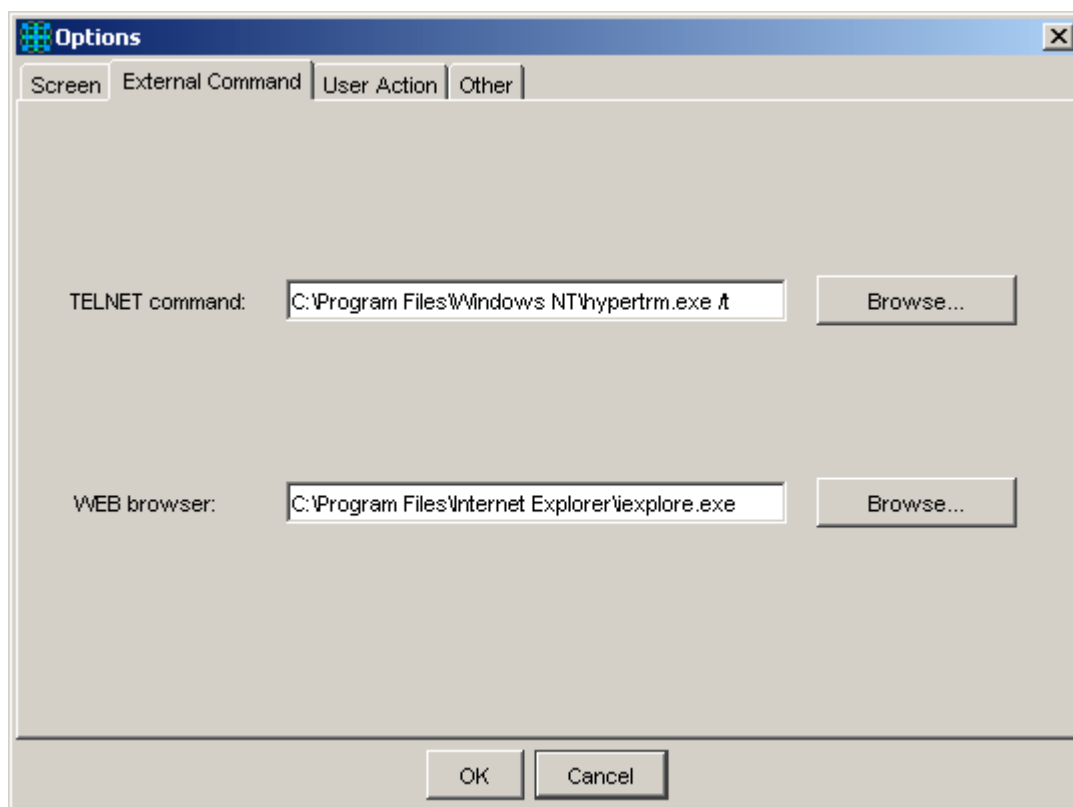 Options
Screen External Command User Action Other
TELNET command: C:\Program Files\Windows NT\hypertrm.exe /t Browse...
WEB browser: C:\Program Files\Internet Explorer\iexplore.exe Browse...
OK Cancel